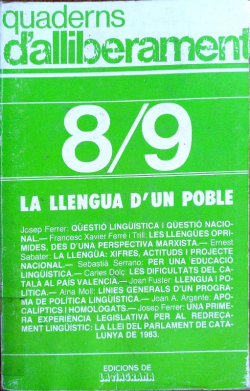 quaderns
d'alliberament
8/9
LA LLENGUA D'UN POBLE
Josep Ferrer: QÜESTIÓ LINGÜÍSTICA I QÜESTIÓ NACIO-
NAL.— Francesc Xavier Ferré i Trill: LES LLENGÜES OPRI-
MIDES, DES D'UNA PERSPECTIVA MARXISTA.— Ernest
Sabater: LA LLENGUA: XIFRES, ACTITUDS I PROJECTE
NACIONAL.— Sebastià Serrano: PER UNA EDUCACIÓ
LINGÜÍSTICA.— Carles Dolç: LES DIFICULTATS DEL CA-
TALÀ AL PAÍS VALENCIÀ.— Joan Fuster: LLENGUA I PO-
LÍTICA.— Aina Moll: LÍNIES GENERALS D'UN PROGRA-
MA DE POLÍTICA LINGÜÍSTICA.— Joan A. Argente: APO-
CALÍPTICS I HOMOLOGATS.— Josep Ferrer: UNA PRIME-
RA EXPERIÈNCIA LEGISLATIVA PER AL REDREÇA-
MENT LINGÜÍSTIC: LA LLEI DEL PARLAMENT DE CATA-
LUNYA DE 1983.
EDICIONS DE
LA MAGRANA